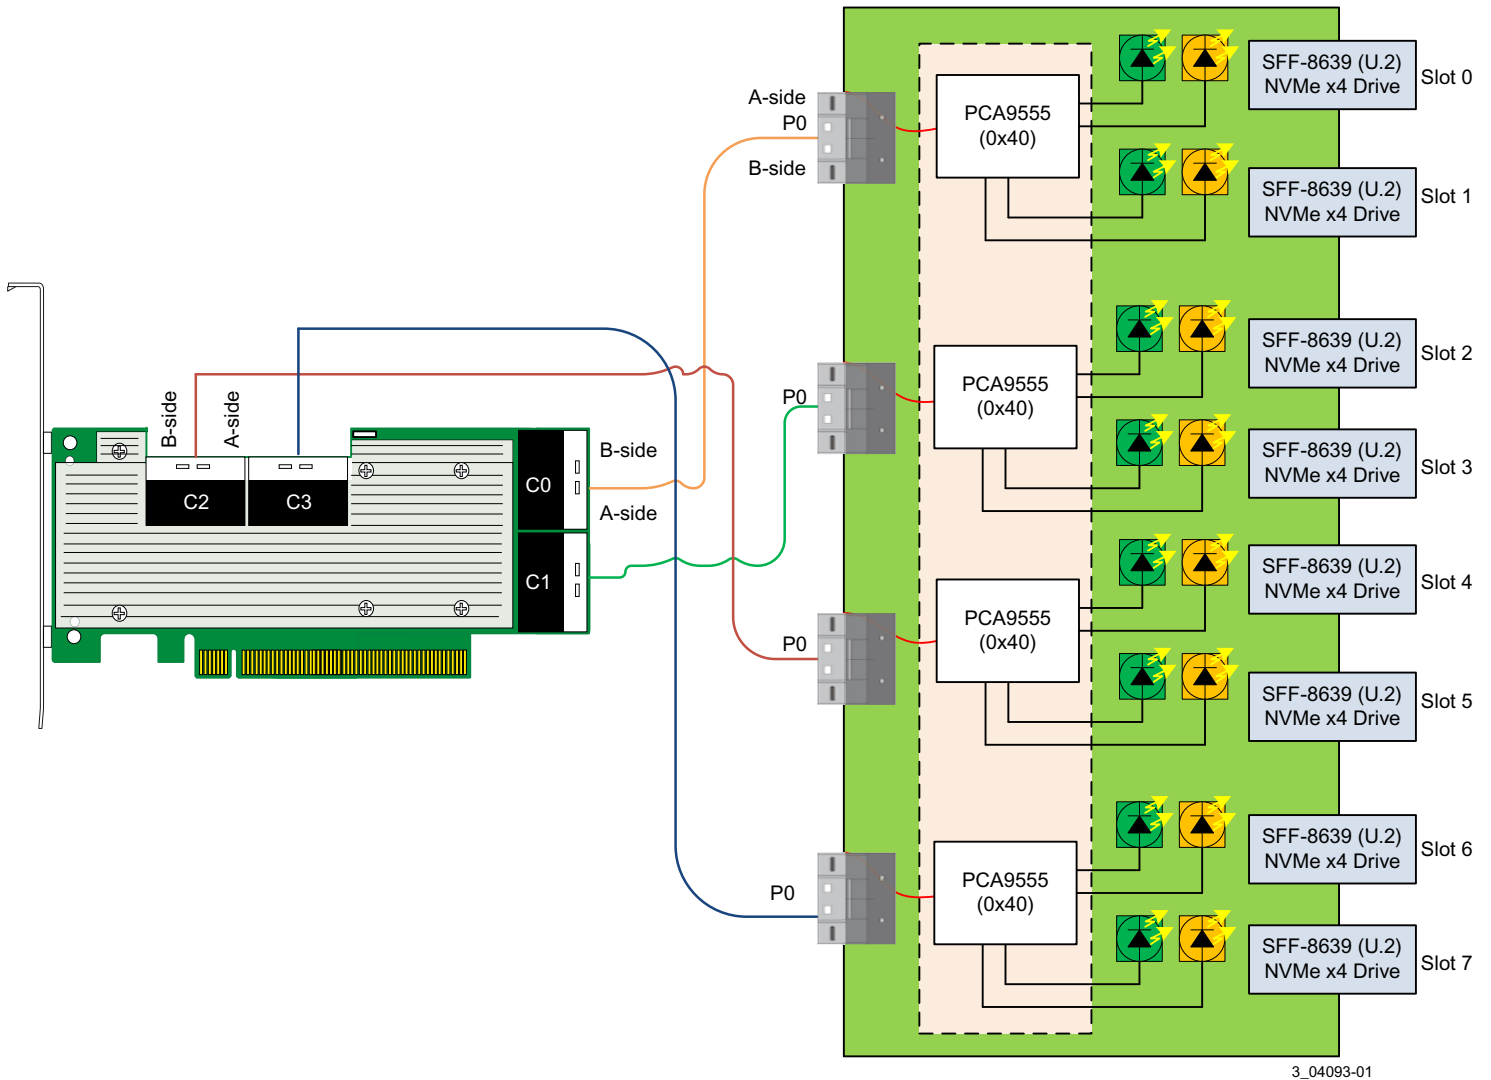 A-side
P0
B-side
PCA9555
(0x40)
SFF-8639 (U.2)
NVMe x4 Drive
Slot 0
SFF-8639 (U.2)
NVMe x4 Drive
Slot 1
P0
PCA9555
(0x40)
SFF-8639 (U.2)
NVMe x4 Drive
Slot 2
SFF-8639 (U.2)
NVMe x4 Drive
Slot 3
B-side
A-side
C2
C3
C0
B-side
A-side
C1
P0
PCA9555
(0x40)
SFF-8639 (U.2)
NVMe x4 Drive
Slot 4
SFF-8639 (U.2)
NVMe x4 Drive
Slot 5
P0
PCA9555
(0x40)
SFF-8639 (U.2)
NVMe x4 Drive
Slot 6
SFF-8639 (U.2)
NVMe x4 Drive
Slot 7
3_04093-01